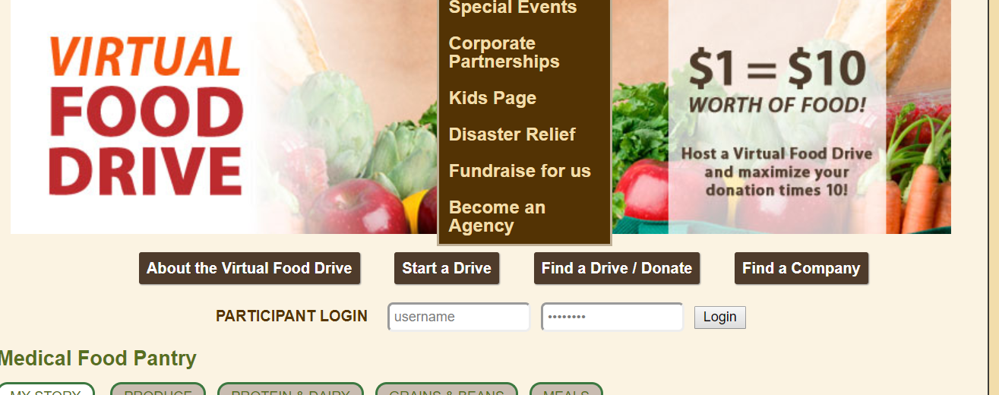 VIRTUAL
FOOD
DRIVE
Special Events
Corporate
Partnerships
Kids Page
Disaster Relief
Fundraise for us
Become an
Agency
$1 = $10
WORTH OF FOOD!
Host a Virtual Food Drive
and maximize your
donation times 10!
About the Virtual Food Drive
Start a Drive
Find a Drive / Donate
Find a Company
PARTICIPANT LOGIN
username
••••••••
Login
Medical Food Pantry
MY STORY
PRODUCE
PROTEIN & DAIRY
GRAINS & BEANS
MEALS